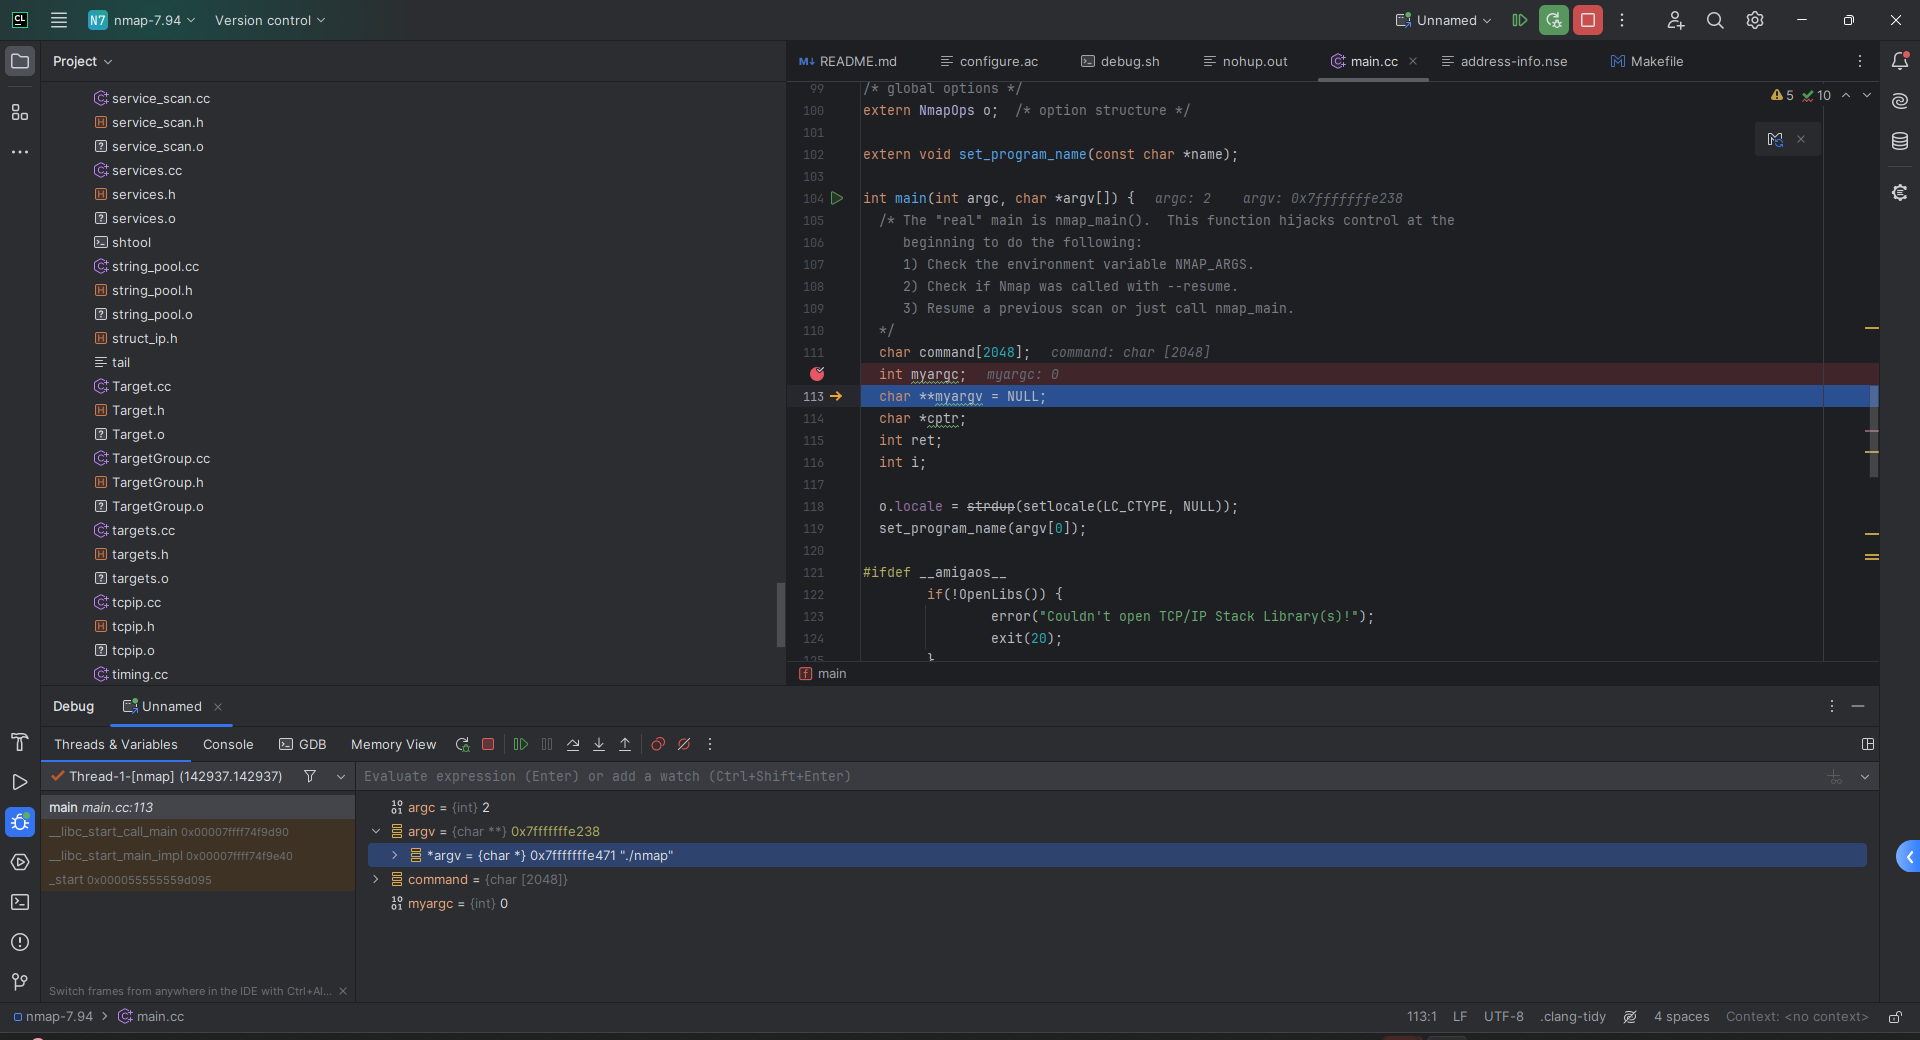 CL N7 nmap-7.94 Version control Unnamed
Project
README.md configure.ac debug.sh nohup.out main.cc address-info.nse Makefile
service_scan.cc
service_scan.h
service_scan.o
services.cc
services.h
services.o
shtool
string_pool.cc
string_pool.h
string_pool.o
struct_ip.h
tail
Target.cc
Target.h
Target.o
TargetGroup.cc
TargetGroup.h
TargetGroup.o
targets.cc
targets.h
targets.o
tcpip.cc
tcpip.h
tcpip.o
timing.cc
5 10
99 /* global options */
100 extern NmapOps o;  /* option structure */
101
102 extern void set_program_name(const char *name);
103
104 int main(int argc, char *argv[]) { argc: 2 argv: 0x7fffffffe238
105 /* The "real" main is nmap_main().  This function hijacks control at the
106 beginning to do the following:
107 1) Check the environment variable NMAP_ARGS.
108 2) Check if Nmap was called with --resume.
109 3) Resume a previous scan or just call nmap_main.
110 */
111 char command[2048]; command: char [2048]
int myargc; myargc: 0
113 char **myargv = NULL;
114 char *cptr;
115 int ret;
116 int i;
117
118 o.locale = strdup(setlocale(LC_CTYPE, NULL));
119 set_program_name(argv[0]);
120
121 #ifdef __amigaos__
122 if(!OpenLibs()) {
123 error("Couldn't open TCP/IP Stack Library(s)!");
124 exit(20);
125 }
f main
Debug Unnamed
Threads & Variables Console GDB Memory View
Thread-1-[nmap] (142937.142937) Evaluate expression (Enter) or add a watch (Ctrl+Shift+Enter)
main main.cc:113
__libc_start_call_main 0x00007ffff74f9d90
__libc_start_main_impl 0x00007ffff74f9e40
_start 0x000055555559d095
argc = {int} 2
argv = {char **} 0x7fffffffe238
*argv = {char *} 0x7fffffffe471 "./nmap"
command = {char [2048]}
myargc = {int} 0
Switch frames from anywhere in the IDE with Ctrl+Al...
nmap-7.94 main.cc 113:1 LF UTF-8 .clang-tidy 4 spaces Context: <no context>